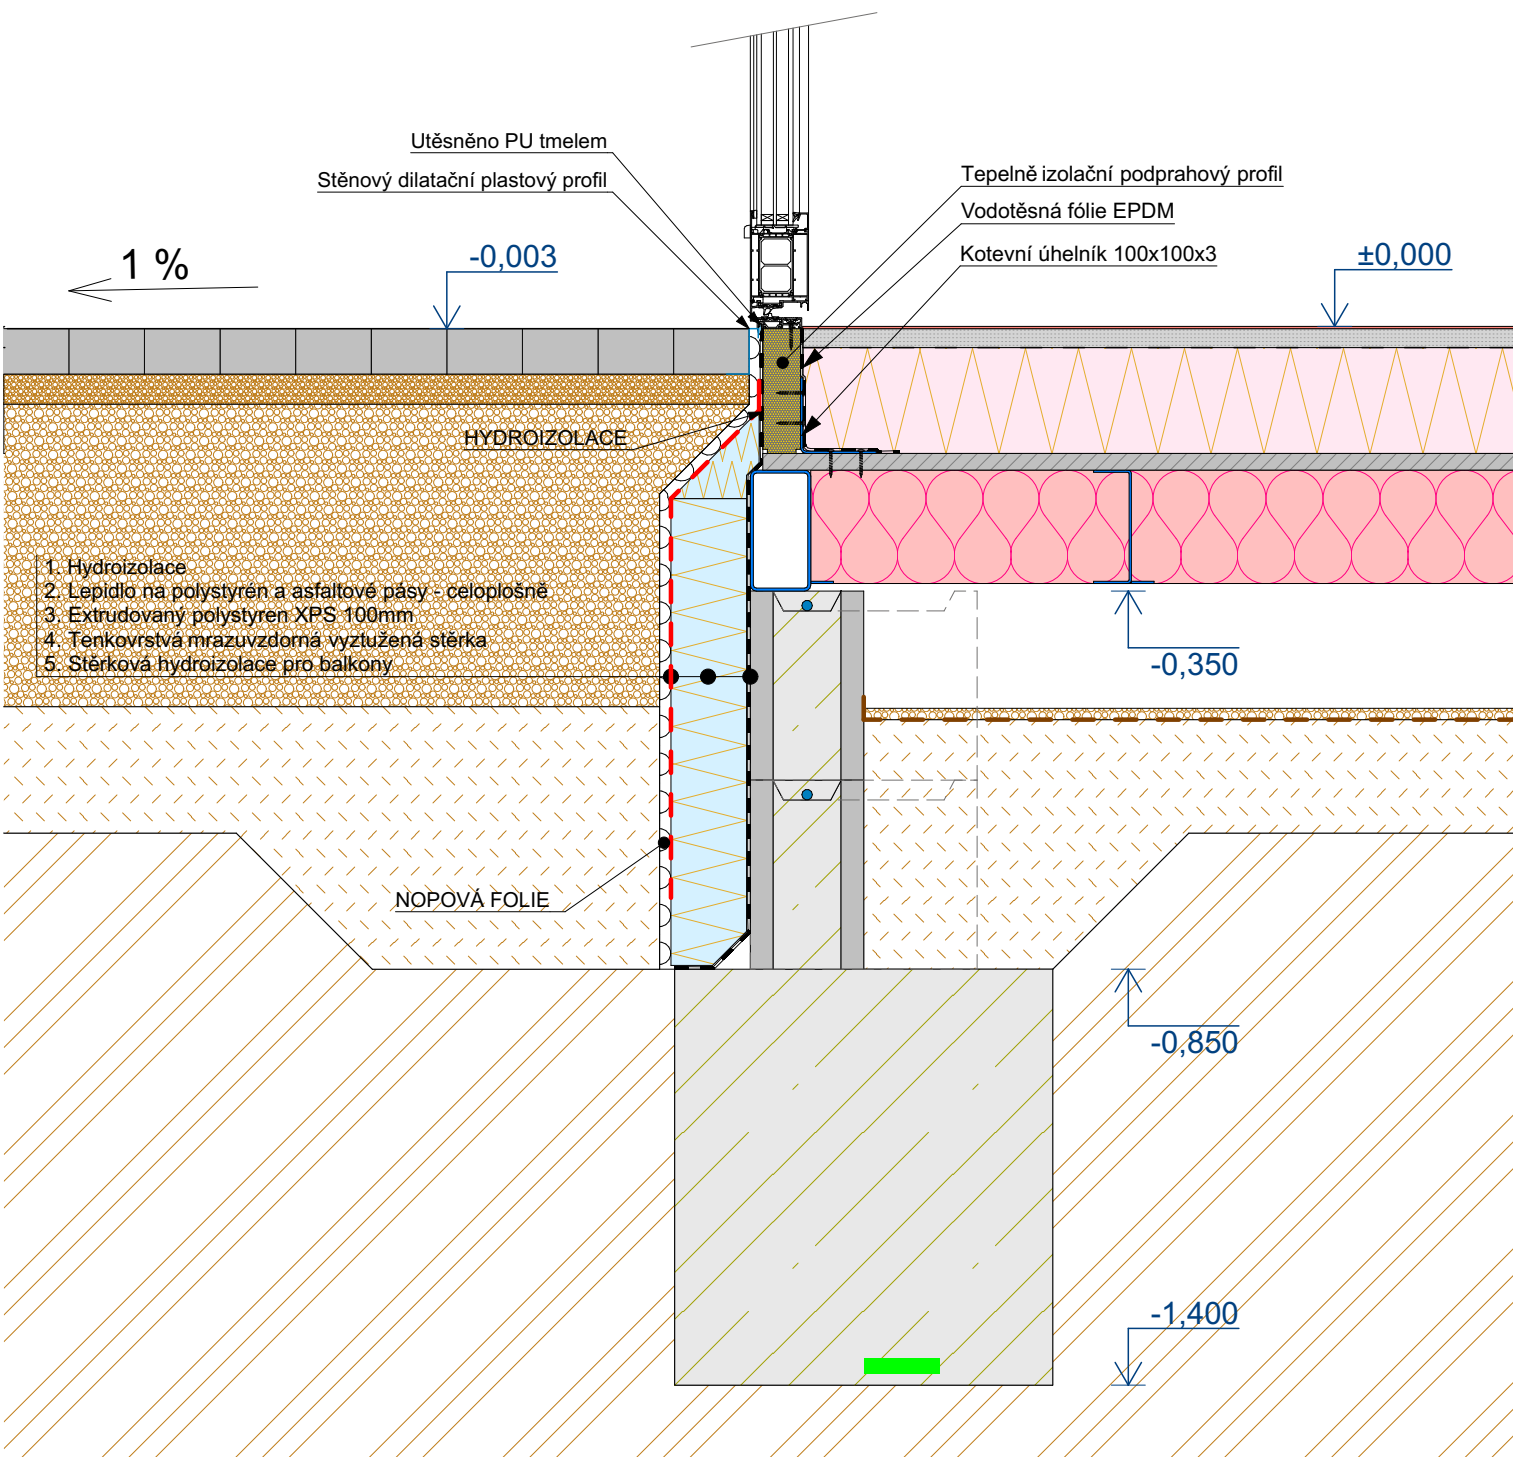 Utěsněno PU tmelem
Stěnový dilatační plastový profil
Tepelně izolační podprahový profil
Vodotěsná fólie EPDM
Kotevní úhelník 100x100x3
1 %
-0,003
±0,000
HYDROIZOLACE
1. Hydroizolace
2. Lepidlo na polystyrén a asfaltové pásy - celoplošně
3. Extrudovaný polystyren XPS 100mm
4. Tenkovrstvá mrazuvzdorná vyztužená stěrka
5. Stěrková hydroizolace pro balkony
-0,350
NOPOVÁ FOLIE
-0,850
-1,400